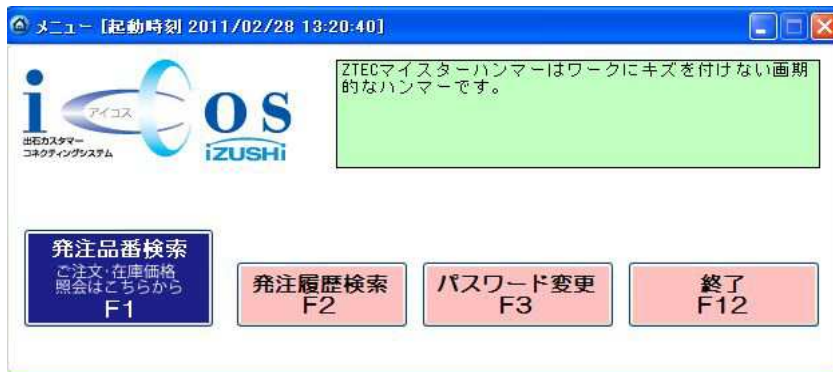 メニュー [起動時刻 2011/02/28 13:20:40]
iCos
アイコス
出石カスタマー
コネクティングシステム
iZUSHi
ZTECマイスターハンマーはワークにキズを付けない画期
的なハンマーです。
発注品番検索
ご注文・在庫価格
照会はこちらから
F1
発注履歴検索
F2
パスワード変更
F3
終了
F12